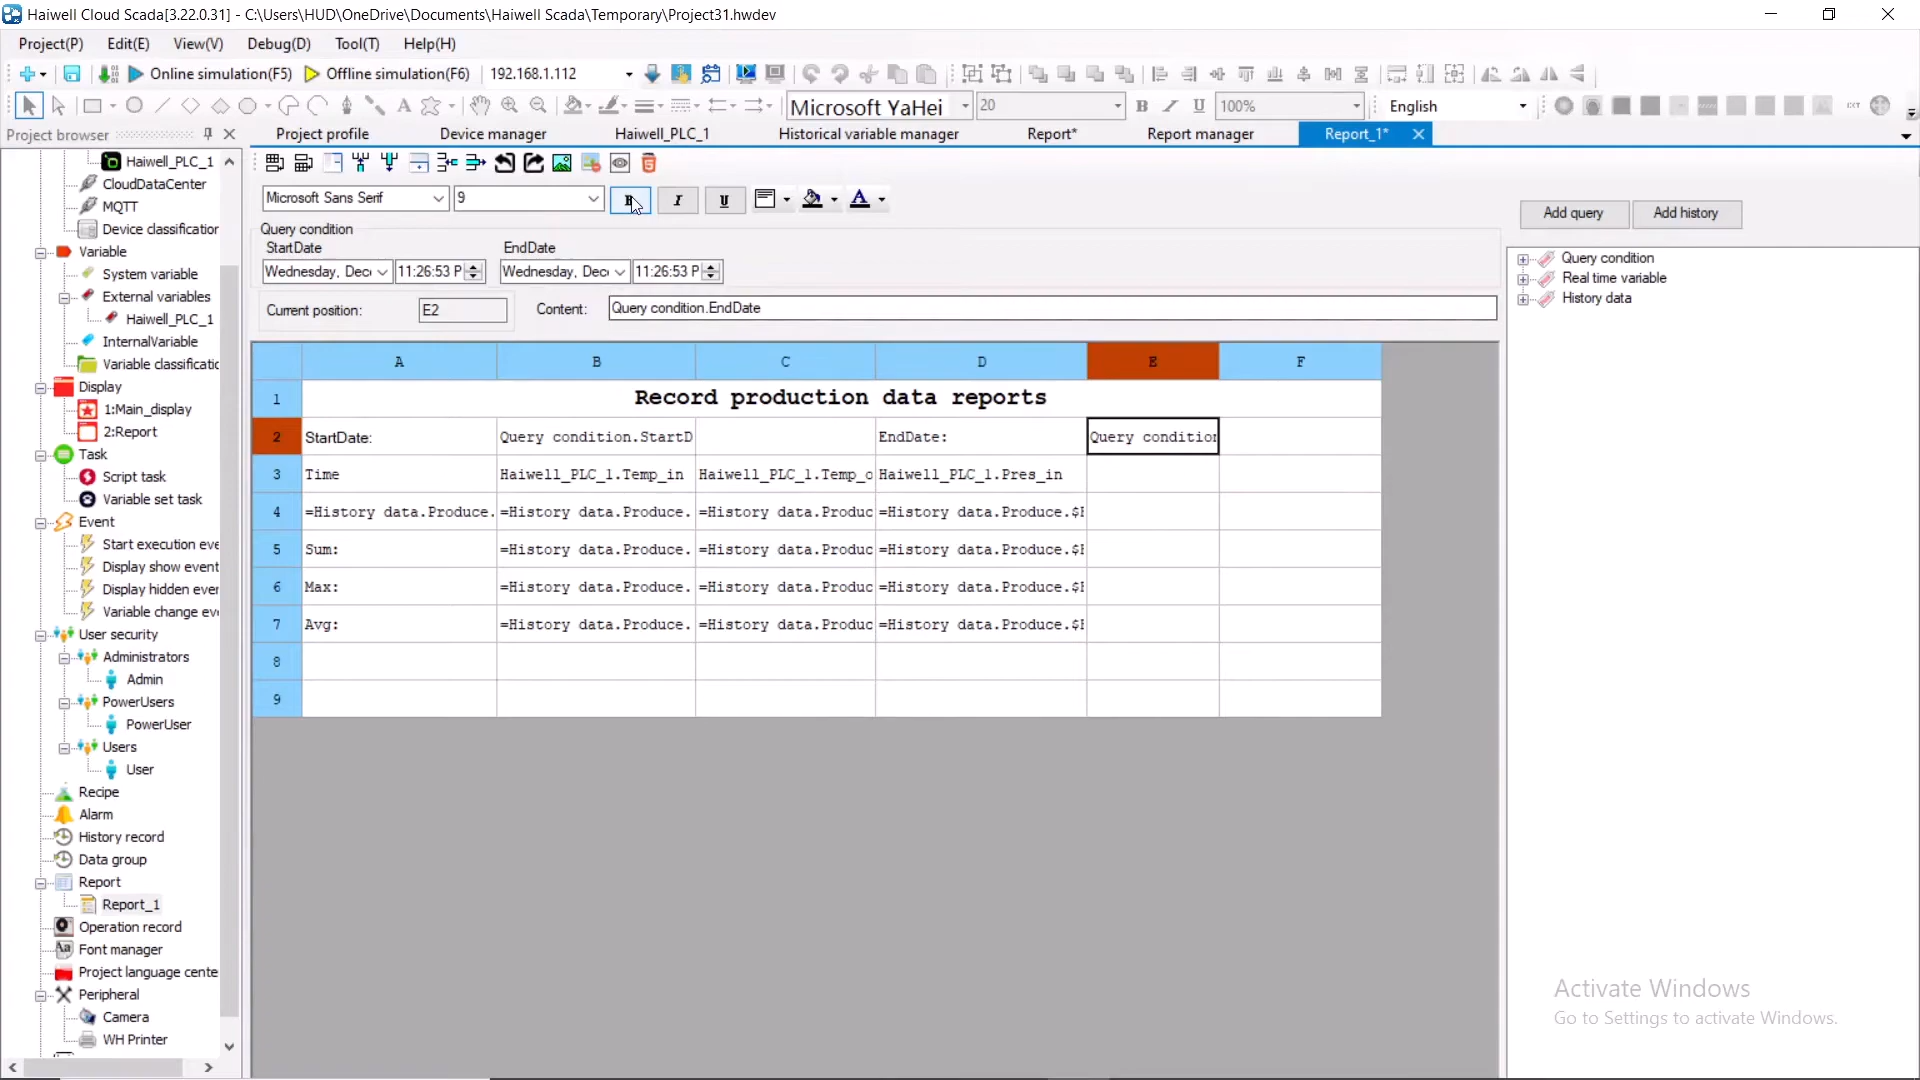 Haiwell Cloud Scada[3.22.0.31] - C:\Users\HUD\OneDrive\Documents\Haiwell Scada\Temporary\Project31.hwdev
Project(P) Edit(E) View(V) Debug(D) Tool(T) Help(H)
Online simulation(F5) Offline simulation(F6) 192.168.1.112
A Microsoft YaHei 20 B I U 100% English
Project browser
Project profile Device manager Haiwell_PLC_1 Historical variable manager Report* Report manager Report_1*
Haiwell_PLC_1
CloudDataCenter
MQTT
Device classification
Variable
System variable
External variables
Haiwell_PLC_1
InternalVariable
Variable classificatic
Display
1:Main_display
2:Report
Task
Script task
Variable set task
Event
Start execution eve
Display show event
Display hidden ever
Variable change ev
User security
Administrators
Admin
PowerUsers
PowerUser
Users
User
Recipe
Alarm
History record
Data group
Report
Report_1
Operation record
Font manager
Project language cente
Peripheral
Camera
WH Printer
Microsoft Sans Serif 9 B I U A
Query condition
StartDate EndDate
Wednesday, Dec 11:26:53 P Wednesday, Dec 11:26:53 P
Current position: E2 Content: Query condition.EndDate
A B C D E F
1 Record production data reports
2 StartDate: Query condition.StartD EndDate: Query condition
3 Time Haiwell_PLC_1.Temp_in Haiwell_PLC_1.Temp_o Haiwell_PLC_1.Pres_in
4 =History data.Produce. =History data.Produce. =History data.Produc =History data.Produce.$
5 Sum: =History data.Produce. =History data.Produc =History data.Produce.$
6 Max: =History data.Produce. =History data.Produc =History data.Produce.$
7 Avg: =History data.Produce. =History data.Produc =History data.Produce.$
8
9
Add query Add history
Query condition
Real time variable
History data
Activate Windows
Go to Settings to activate Windows.